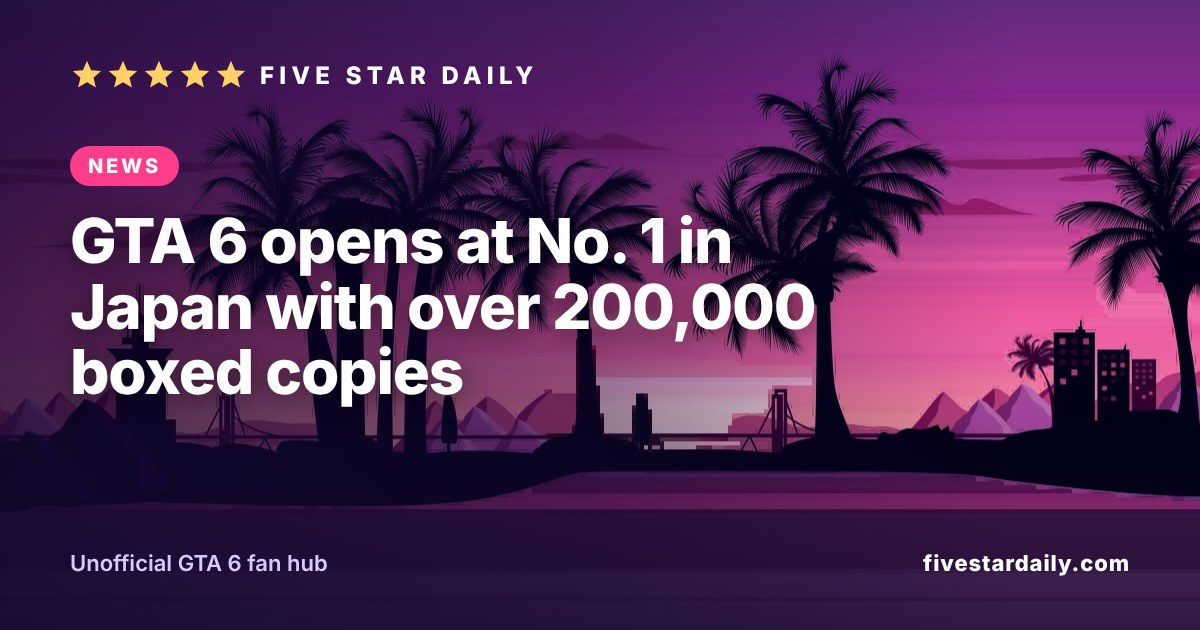 FIVE STAR DAILY
NEWS
GTA 6 opens at No. 1 in
Japan with over 200,000
boxed copies
Unofficial GTA 6 fan hub
fivestardaily.com